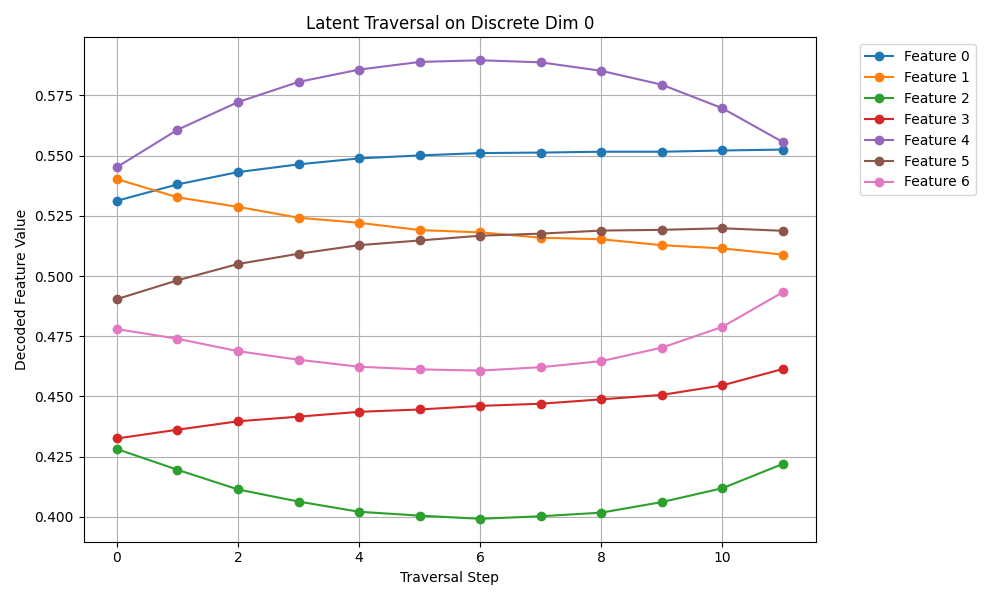 Latent Traversal on Discrete Dim 0
Decoded Feature Value
0.575
0.550
0.525
0.500
0.475
0.450
0.425
0.400
0 2 4 6 8 10
Traversal Step
Feature 0
Feature 1
Feature 2
Feature 3
Feature 4
Feature 5
Feature 6